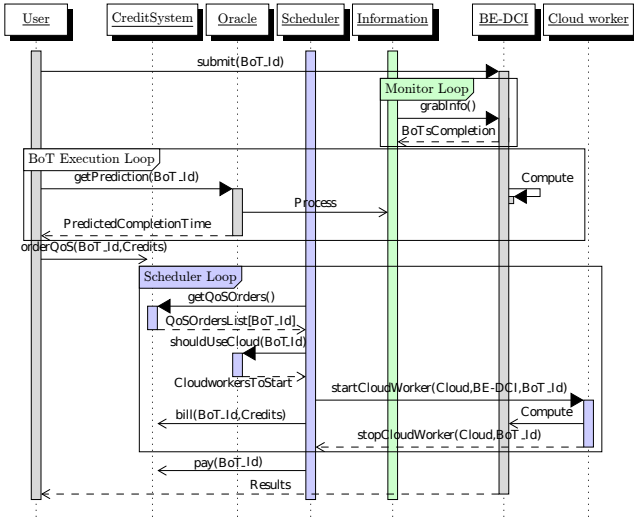 User
CreditSystem
Oracle
Scheduler
Information
BE-DCI
Cloud worker
submit(BoT_Id)
Monitor Loop
grabInfo()
BoTsCompletion
BoT Execution Loop
getPrediction(BoT_Id)
Compute
Process
PredictedCompletionTime
orderQoS(BoT_Id,Credits)
Scheduler Loop
getQoSOrders()
QoSOrdersList[BoT_Id]
shouldUseCloud(BoT_Id)
CloudworkersToStart
startCloudWorker(Cloud,BE-DCI,BoT_Id)
bill(BoT_Id,Credits)
Compute
stopCloudWorker(Cloud,BoT_Id)
pay(BoT_Id)
Results